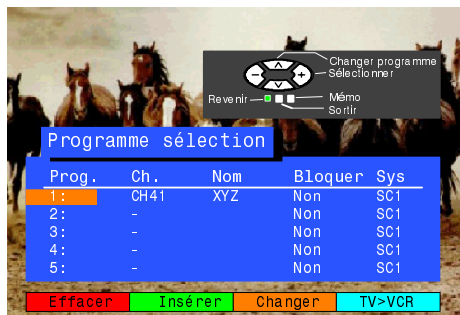 Changer programme
Sélectionner
Revenir
Mémo
Sortir
Programme sélection
Prog. Ch. Nom Bloquer Sys
1: CH41 XYZ Non SC1
2: - Non SC1
3: - Non SC1
4: - Non SC1
5: - Non SC1
Effacer Insérer Changer TV>VCR